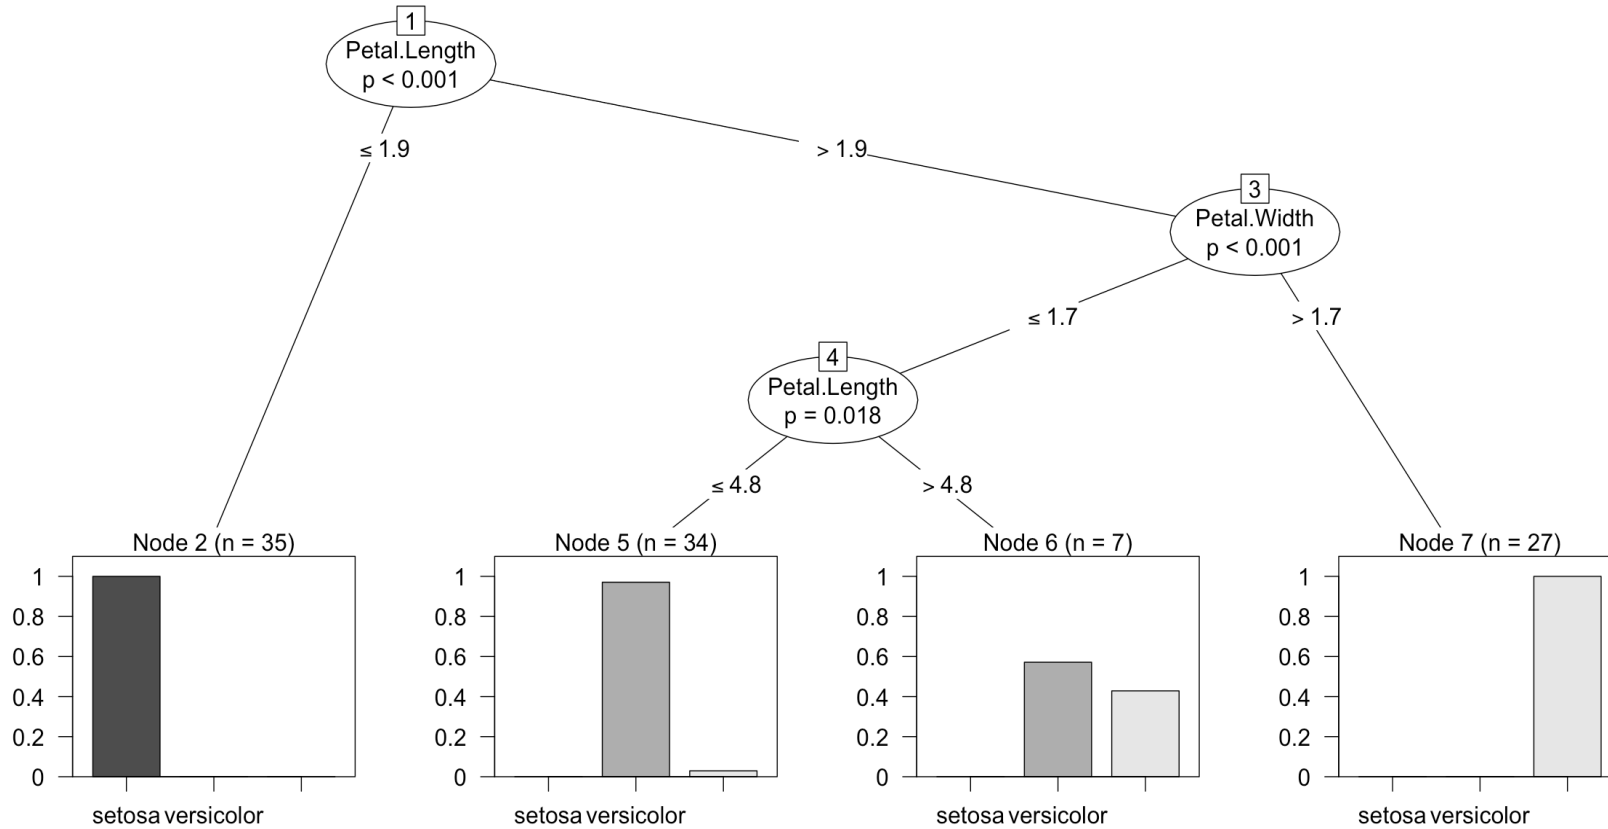 1
Petal.Length
p < 0.001
≤ 1.9
> 1.9
3
Petal.Width
p < 0.001
≤ 1.7
> 1.7
4
Petal.Length
p = 0.018
≤ 4.8
> 4.8
Node 2 (n = 35)
1
0.8
0.6
0.4
0.2
0
setosa versicolor
Node 5 (n = 34)
1
0.8
0.6
0.4
0.2
0
setosa versicolor
Node 6 (n = 7)
1
0.8
0.6
0.4
0.2
0
setosa versicolor
Node 7 (n = 27)
1
0.8
0.6
0.4
0.2
0
setosa versicolor